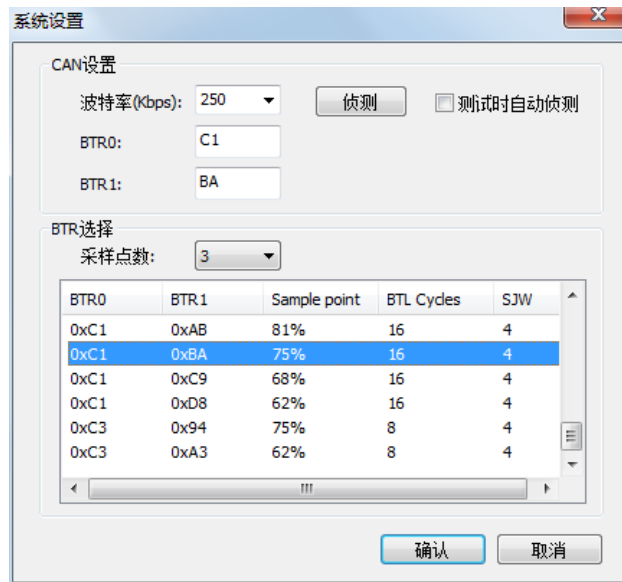 系统设置
CAN设置
波特率(Kbps): 250 侦测 测试时自动侦测
BTR0: C1
BTR1: BA
BTR选择
采样点数: 3
BTR0 BTR1 Sample point BTL Cycles SJW
0xC1 0xAB 81% 16 4
0xC1 0xBA 75% 16 4
0xC1 0xC9 68% 16 4
0xC1 0xD8 62% 16 4
0xC3 0x94 75% 8 4
0xC3 0xA3 62% 8 4
确认 取消